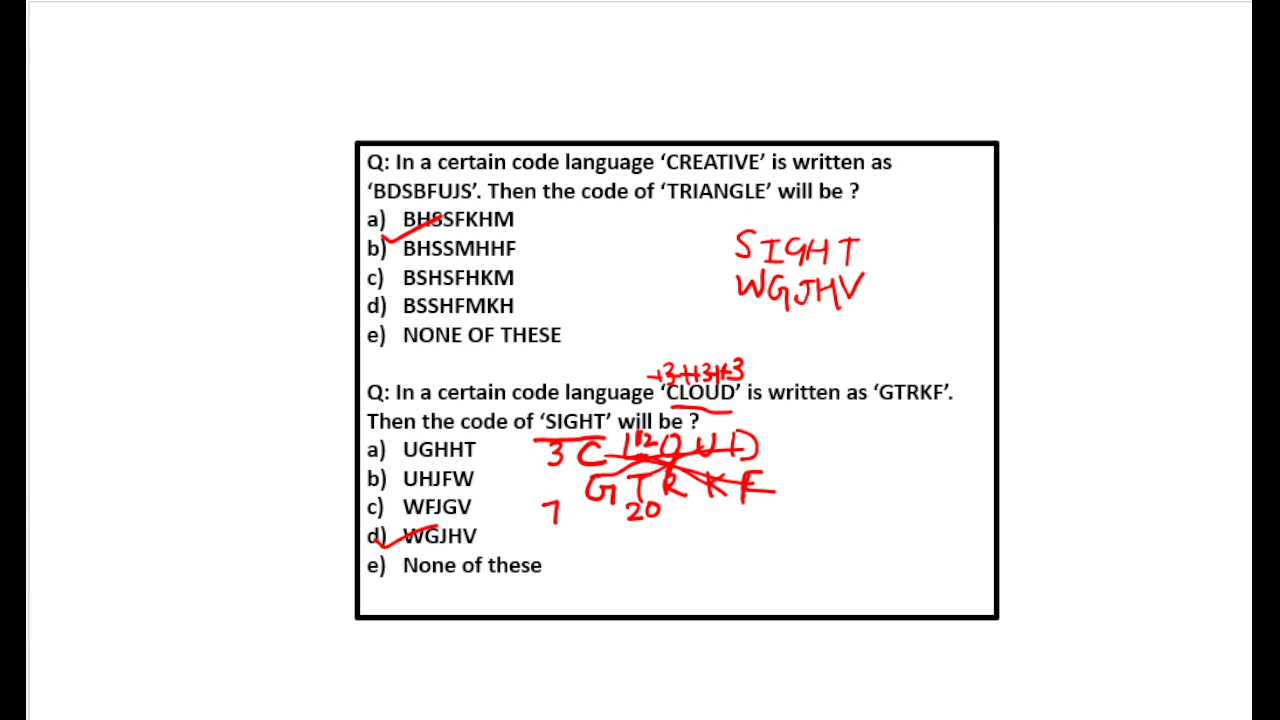 Q: In a certain code language ‘CREATIVE’ is written as
‘BDSBFUJS’. Then the code of ‘TRIANGLE’ will be ?
a) BHSSFKHM
b) BHSSMHHF
c) BSHSFHKM
d) BSSHFMKH
e) NONE OF THESE
SIGHT
WGJHV
+3
Q: In a certain code language ‘CLOUD’ is written as ‘GTRKF’.
Then the code of ‘SIGHT’ will be ?
a) UGHHT
b) UHJFW
c) WFJGV
d) WGJHV
e) None of these
3 C L 12 O U D
G T R K F
7 20